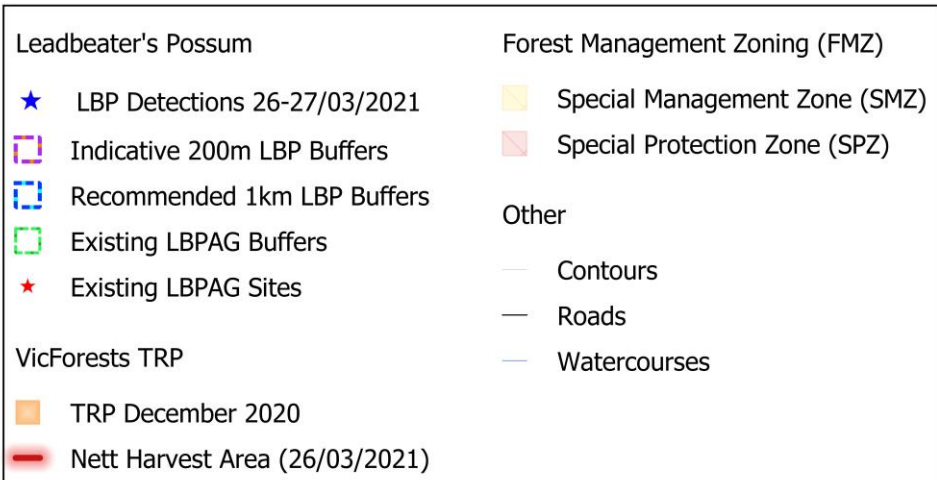 Leadbeater's Possum
LBP Detections 26-27/03/2021
Indicative 200m LBP Buffers
Recommended 1km LBP Buffers
Existing LBPAG Buffers
Existing LBPAG Sites
VicForests TRP
TRP December 2020
Nett Harvest Area (26/03/2021)
Forest Management Zoning (FMZ)
Special Management Zone (SMZ)
Special Protection Zone (SPZ)
Other
Contours
Roads
Watercourses